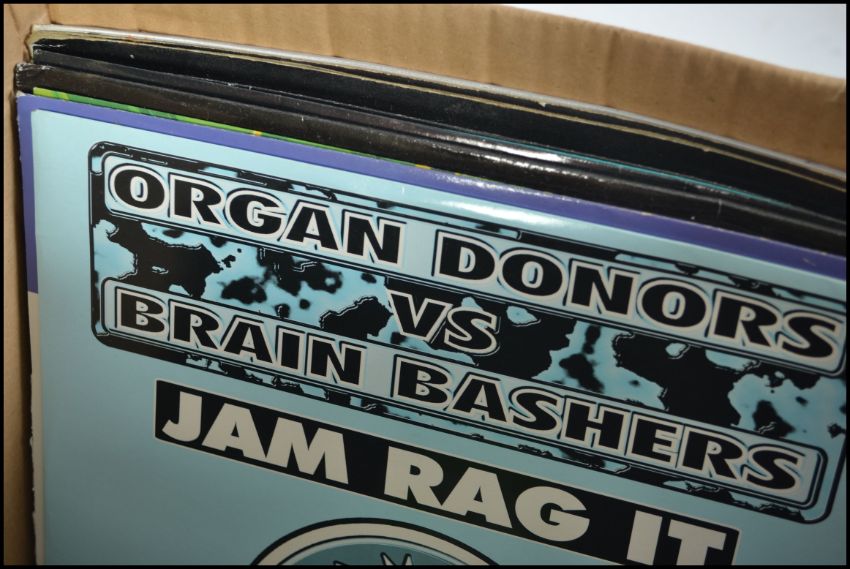 ORGAN DONORS
VS
BRAIN BASHERS
JAM RAG IT